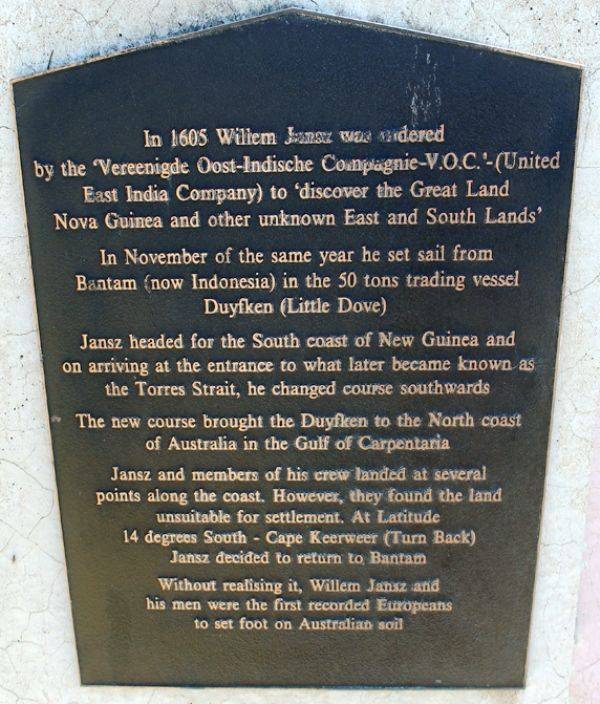 In 1605 Willem Jansz was ordered
by the 'Vereenigde Oost-Indische Compagnie-V.O.C.'-(United
East India Company) to 'discover the Great Land
Nova Guinea and other unknown East and South Lands'
In November of the same year he set sail from
Bantam (now Indonesia) in the 50 tons trading vessel
Duyfken (Little Dove)
Jansz headed for the South coast of New Guinea and
on arriving at the entrance to what later became known as
the Torres Strait, he changed course southwards
The new course brought the Duyfken to the North coast
of Australia in the Gulf of Carpentaria
Jansz and members of his crew landed at several
points along the coast. However, they found the land
unsuitable for settlement. At Latitude
14 degrees South - Cape Keerweer (Turn Back)
Jansz decided to return to Bantam
Without realising it, Willem Jansz and
his men were the first recorded Europeans
to set foot on Australian soil